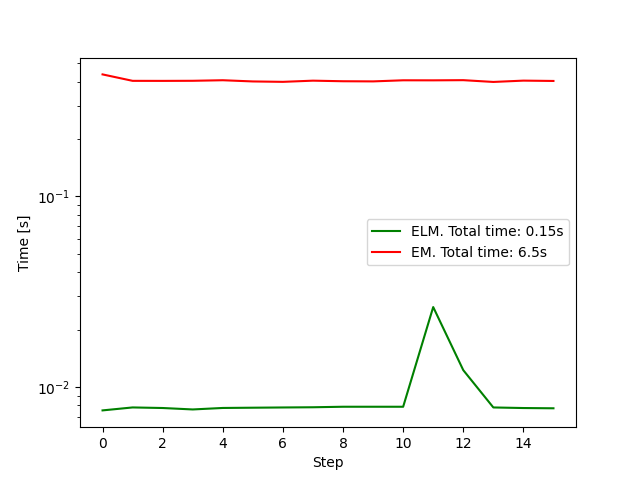 10⁻¹
10⁻²
Time [s]
ELM. Total time: 0.15s
EM. Total time: 6.5s
0 2 4 6 8 10 12 14
Step